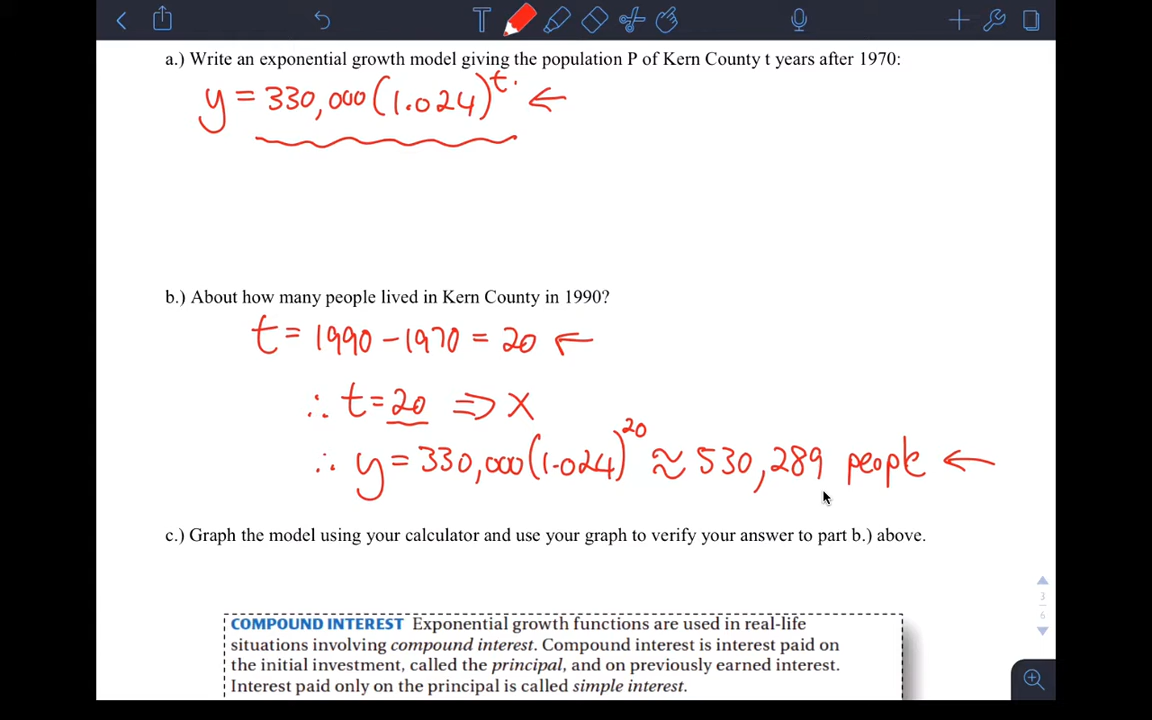 a.) Write an exponential growth model giving the population P of Kern County t years after 1970:
y = 330,000(1.024)^t. ←
b.) About how many people lived in Kern County in 1990?
t = 1990 - 1970 = 20 ←
∴ t = 20 ⇒ x
∴ y = 330,000(1.024)^20 ≈ 530,289 people ←
c.) Graph the model using your calculator and use your graph to verify your answer to part b.) above.
COMPOUND INTEREST Exponential growth functions are used in real-life
situations involving compound interest. Compound interest is interest paid on
the initial investment, called the principal, and on previously earned interest.
Interest paid only on the principal is called simple interest.
3
6